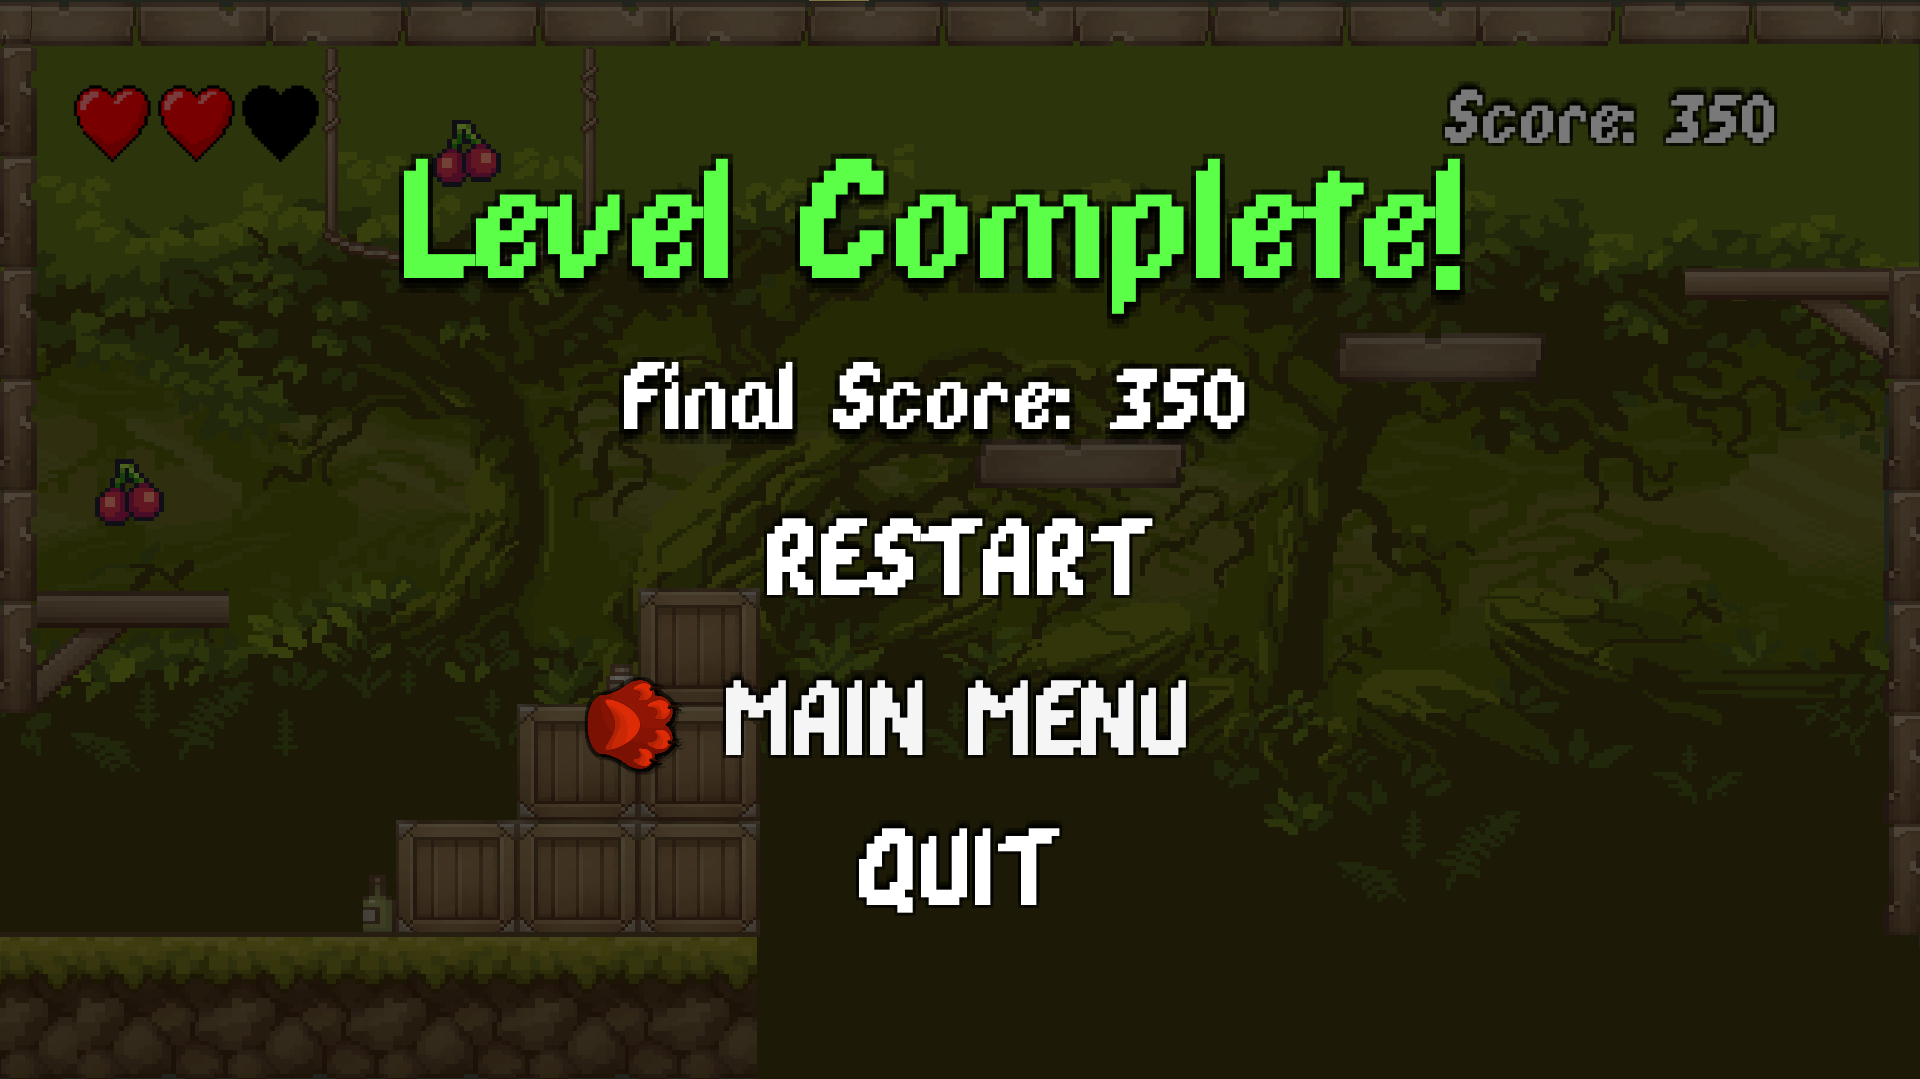 Score: 350
Level Complete!
Final Score: 350
RESTART
MAIN MENU
QUIT